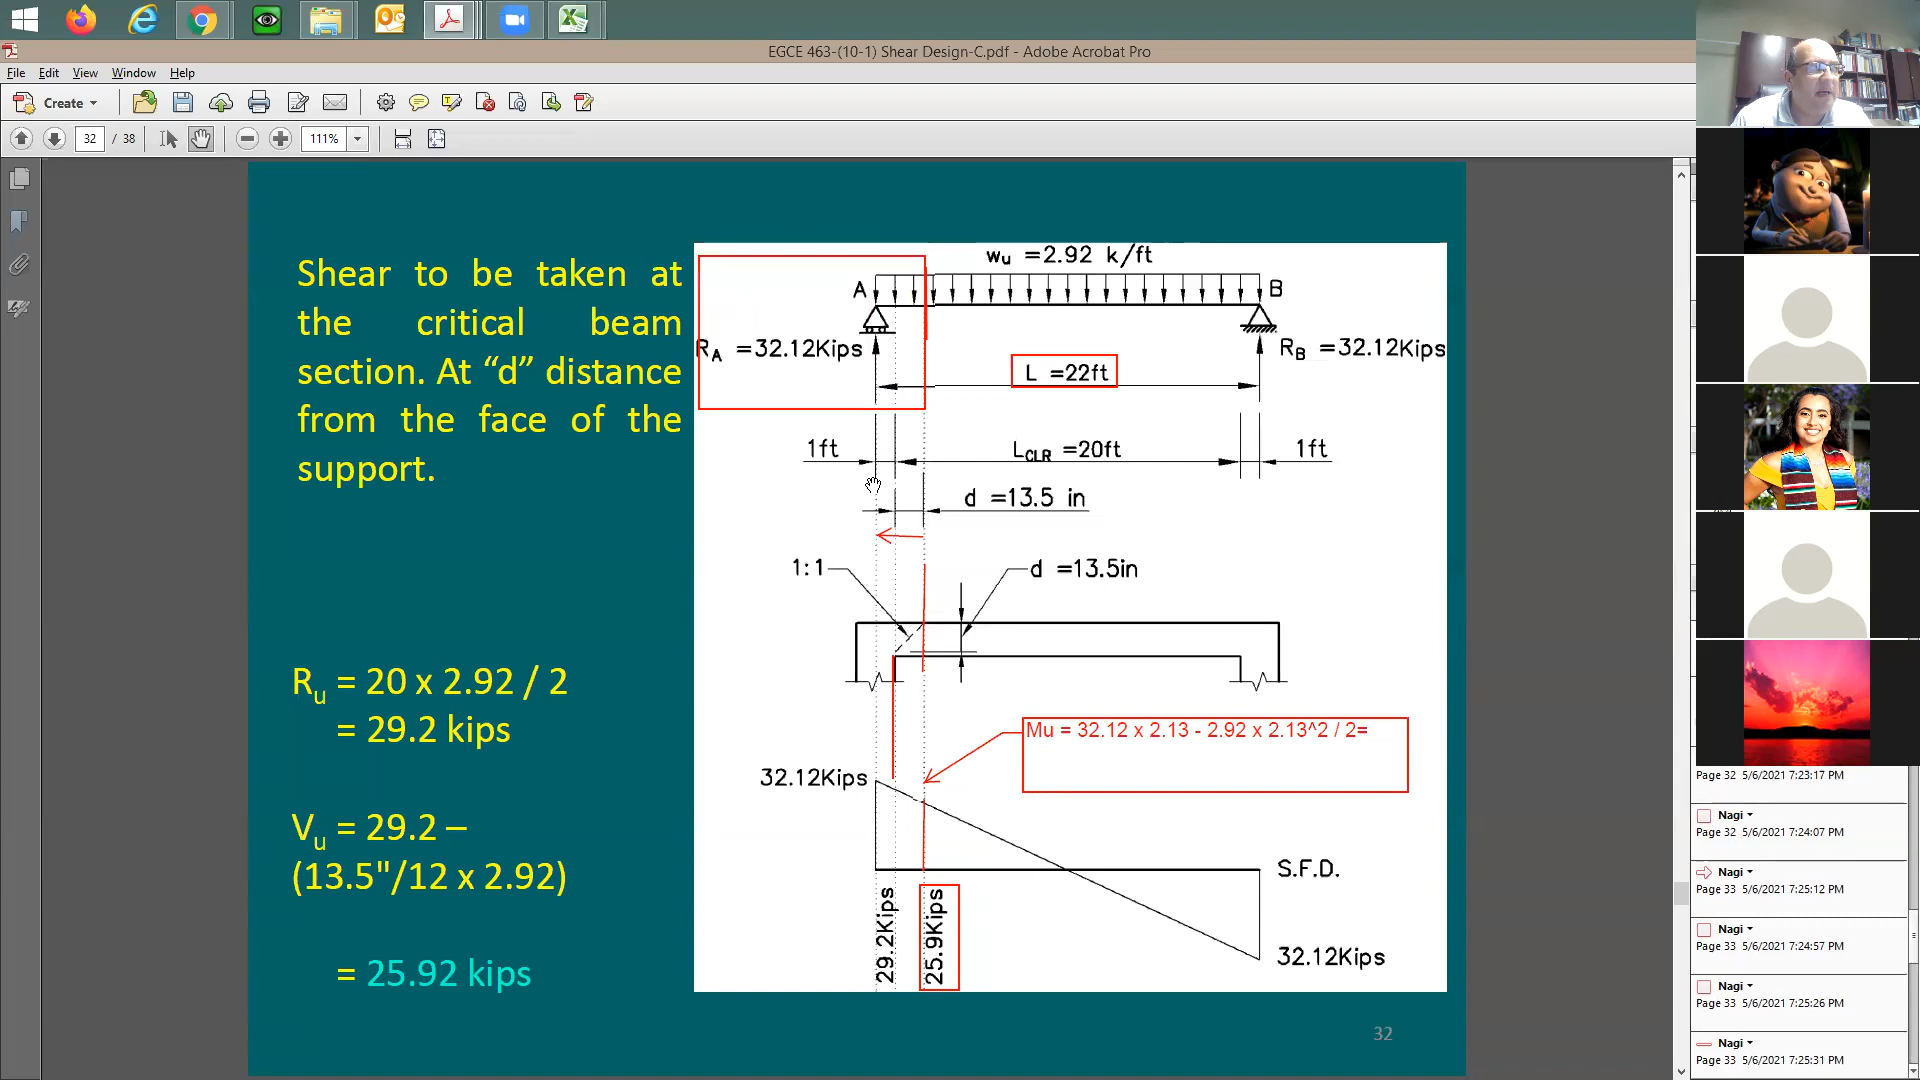 EGCE 463-(10-1) Shear Design-C.pdf - Adobe Acrobat Pro
File Edit View Window Help
Create
32 / 38 111%
Shear to be taken at
the critical beam
section. At “d” distance
from the face of the
support.
Ru = 20 x 2.92 / 2
= 29.2 kips
Vu = 29.2 –
(13.5"/12 x 2.92)
= 25.92 kips
wu =2.92 k/ft
A
B
RA =32.12Kips
RB =32.12Kips
L =22ft
1ft
LCLR =20ft
1ft
d =13.5 in
1:1
d =13.5in
Mu = 32.12 x 2.13 - 2.92 x 2.13^2 / 2=
32.12Kips
S.F.D.
29.2Kips
25.9Kips
32.12Kips
32
Page 32 5/6/2021 7:23:17 PM
Nagi
Page 32 5/6/2021 7:24:07 PM
Nagi
Page 33 5/6/2021 7:25:12 PM
Nagi
Page 33 5/6/2021 7:24:57 PM
Nagi
Page 33 5/6/2021 7:25:26 PM
Nagi
Page 33 5/6/2021 7:25:31 PM